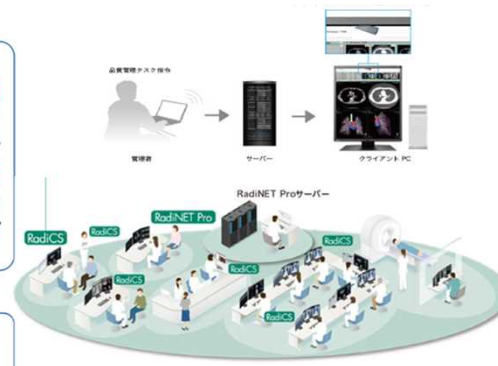 品質管理タスク指令
管理者
サーバー
クライアント PC
RadiNET Proサーバー
RadiCS
RadiCS
RadiNET Pro
RadiCS
RadiCS
RadiCS
RadiCS